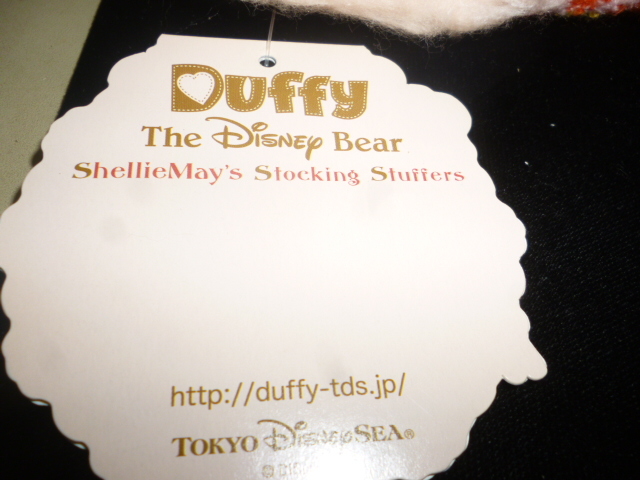 Duffy
The Disney Bear
ShellieMay's Stocking Stuffers
http://duffy-tds.jp/
TOKYO DisneySEA®
©